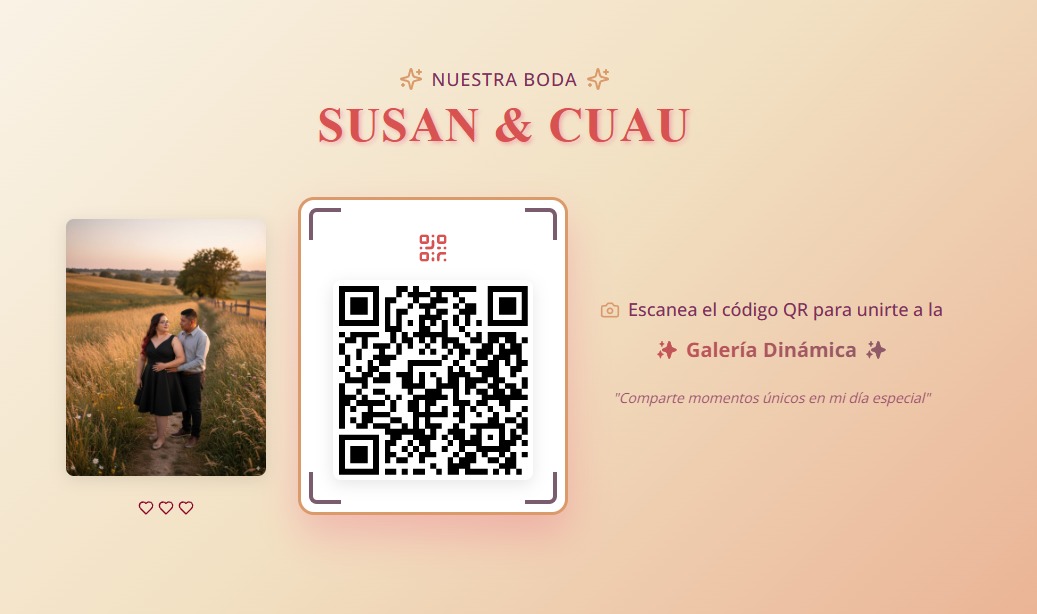 NUESTRA BODA
SUSAN & CUAU
Escanea el código QR para unirte a la
Galería Dinámica
"Comparte momentos únicos en mi día especial"